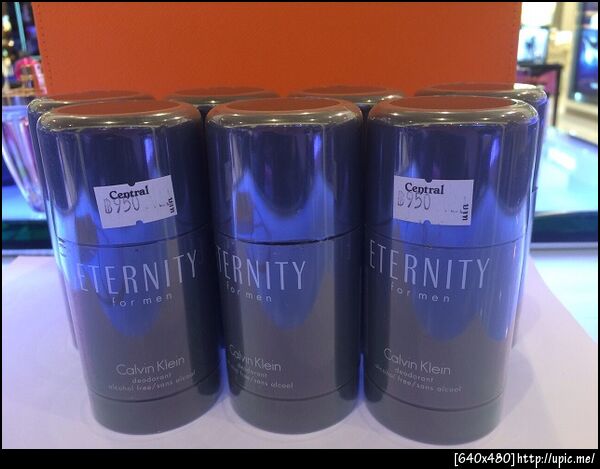 Central
฿950
ETERNITY
for men
Calvin Klein
deodorant
alcohol free/sans alcool
TERNITY
for men
Calvin Klein
deodorant
alcohol free/sans alcool
Central
฿950
ETERNITY
for men
Calvin Klein
deodorant
alcohol free/sans alcool
[640x480]http://upic.me/